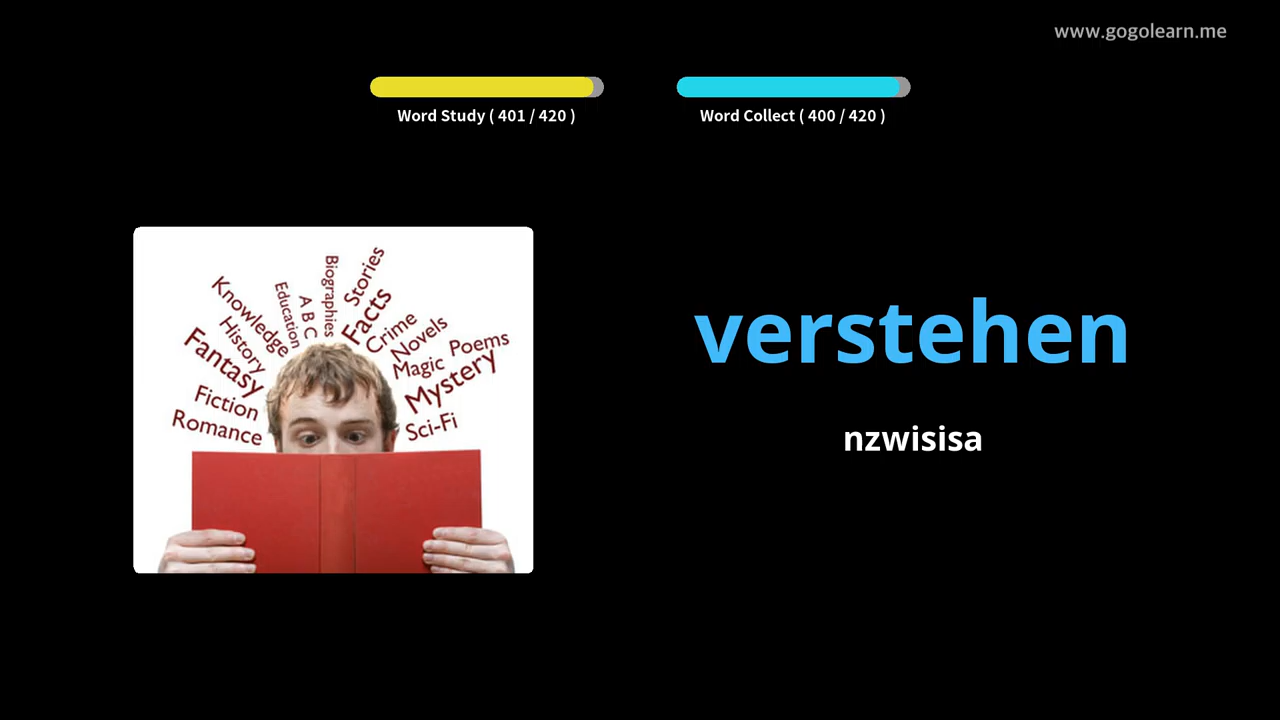 www.gogolearn.me
Word Study ( 401 / 420 )
Word Collect ( 400 / 420 )
Biographies
Stories
Education
A B C
Facts
Knowledge
Crime
History
Novels
Fantasy
Magic
Poems
Mystery
Fiction
Romance
Sci-Fi
verstehen
nzwisisa